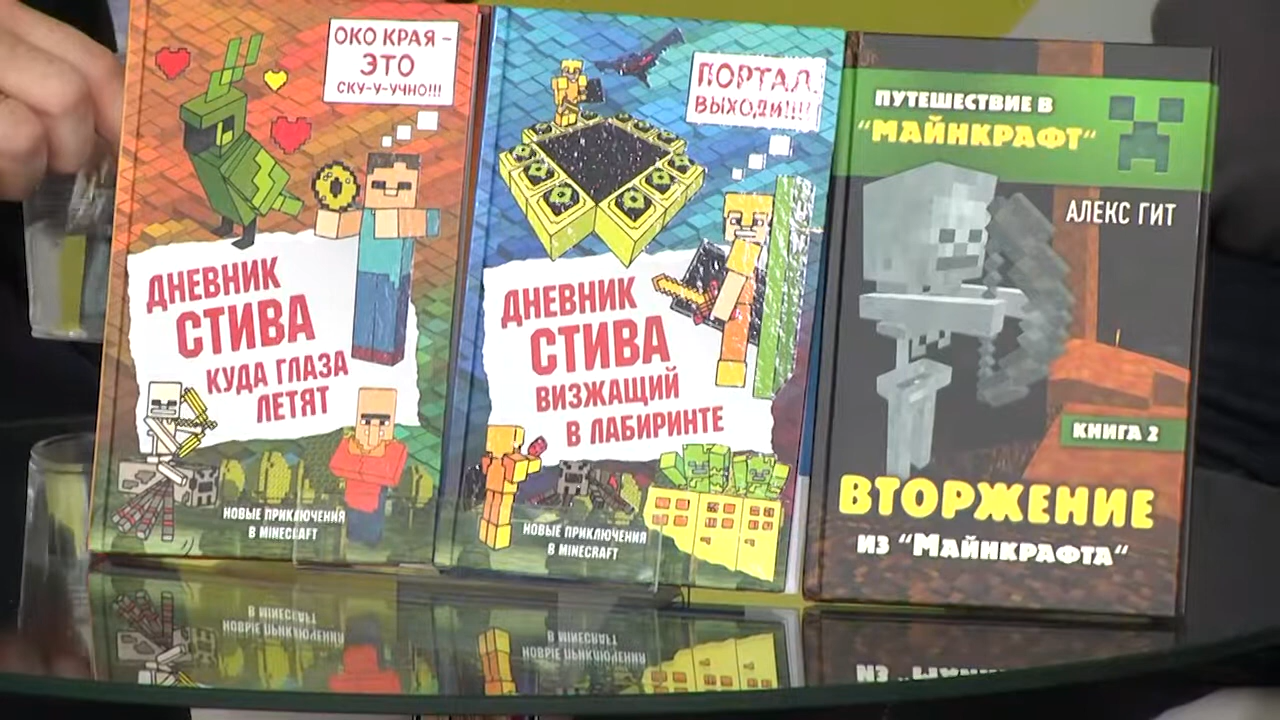 ОКО КРАЯ –
ЭТО
СКУ-У-УЧНО!!!
ДНЕВНИК
СТИВА
КУДА ГЛАЗА
ЛЕТЯТ
НОВЫЕ ПРИКЛЮЧЕНИЯ
В MINECRAFT
ПОРТАЛ,
ВЫХОДИ!!!!
ДНЕВНИК
СТИВА
ВИЗЖАЩИЙ
В ЛАБИРИНТЕ
НОВЫЕ ПРИКЛЮЧЕНИЯ
В MINECRAFT
ПУТЕШЕСТВИЕ В
“МАЙНКРАФТ“
АЛЕКС ГИТ
КНИГА 2
ВТОРЖЕНИЕ
ИЗ “МАЙНКРАФТА“